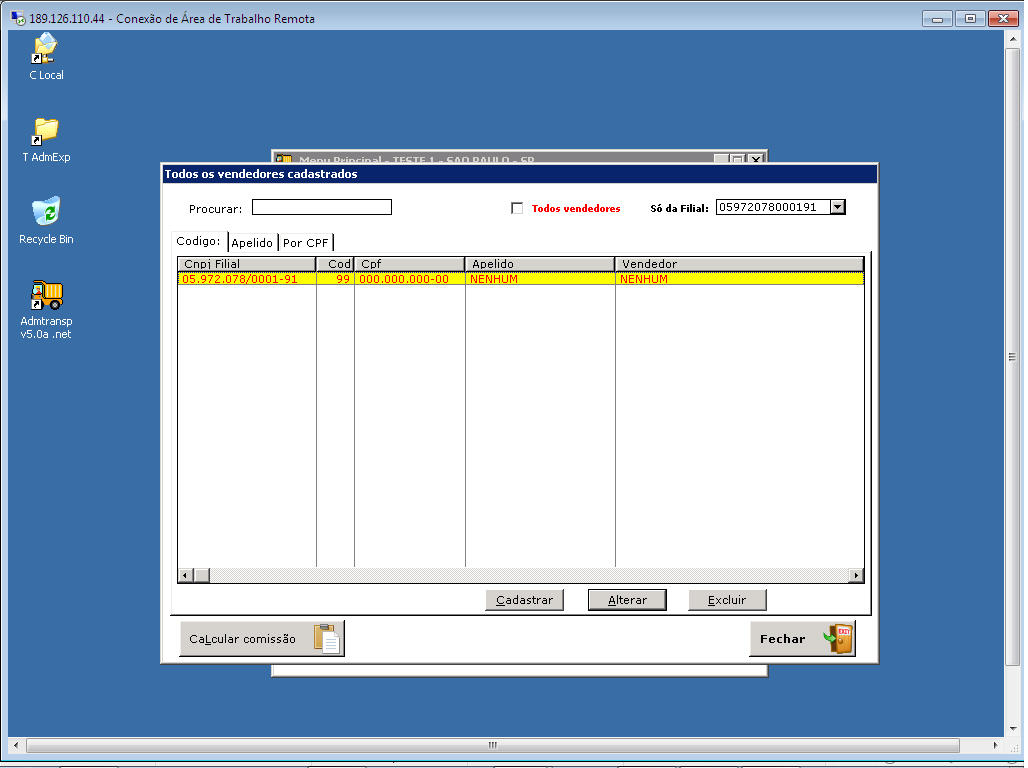 189.126.110.44 - Conexão de Área de Trabalho Remota
C Local
T AdmExp
Recycle Bin
Admtransp
v5.0a .net
Menu Principal - TESTE 1 - SAO PAULO - SP
Todos os vendedores cadastrados
Procurar:
Todos vendedores
Só da Filial:
05972078000191
Codigo:
Apelido
Por CPF
Cnpj Filial Cod Cpf Apelido Vendedor
05.972.078/0001-91 99 000.000.000-00 NENHUM NENHUM
Cadastrar
Alterar
Excluir
CaLcular comissão
Fechar
EXIT